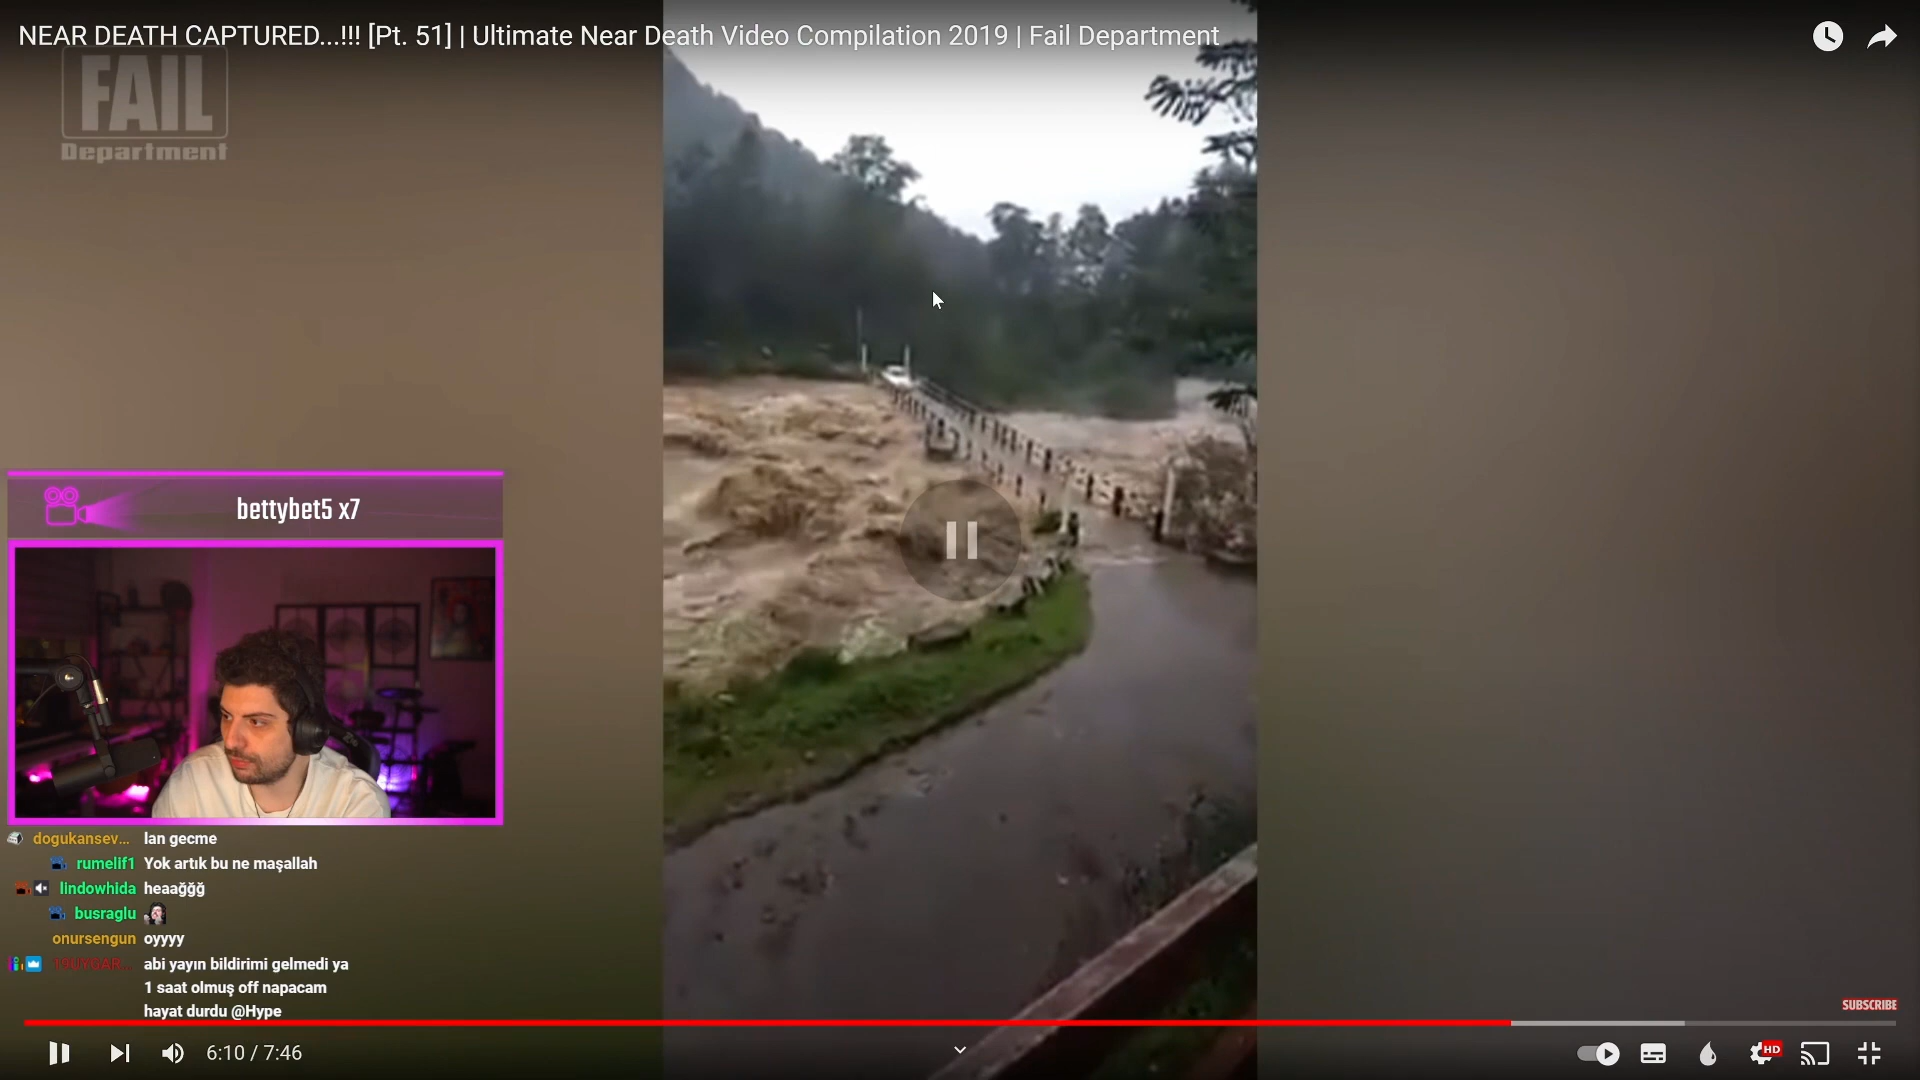 NEAR DEATH CAPTURED...!!! [Pt. 51] | Ultimate Near Death Video Compilation 2019 | Fail Department
FAIL
Department
bettybet5 x7
dogukansev... lan gecme
rumelif1 Yok artık bu ne maşallah
lindowhida heaağğğ
busraglu
onursengun oyyyy
abi yayın bildirimi gelmedi ya
1 saat olmuş off napacam
hayat durdu @Hype
SUBSCRIBE
6:10 / 7:46
HD